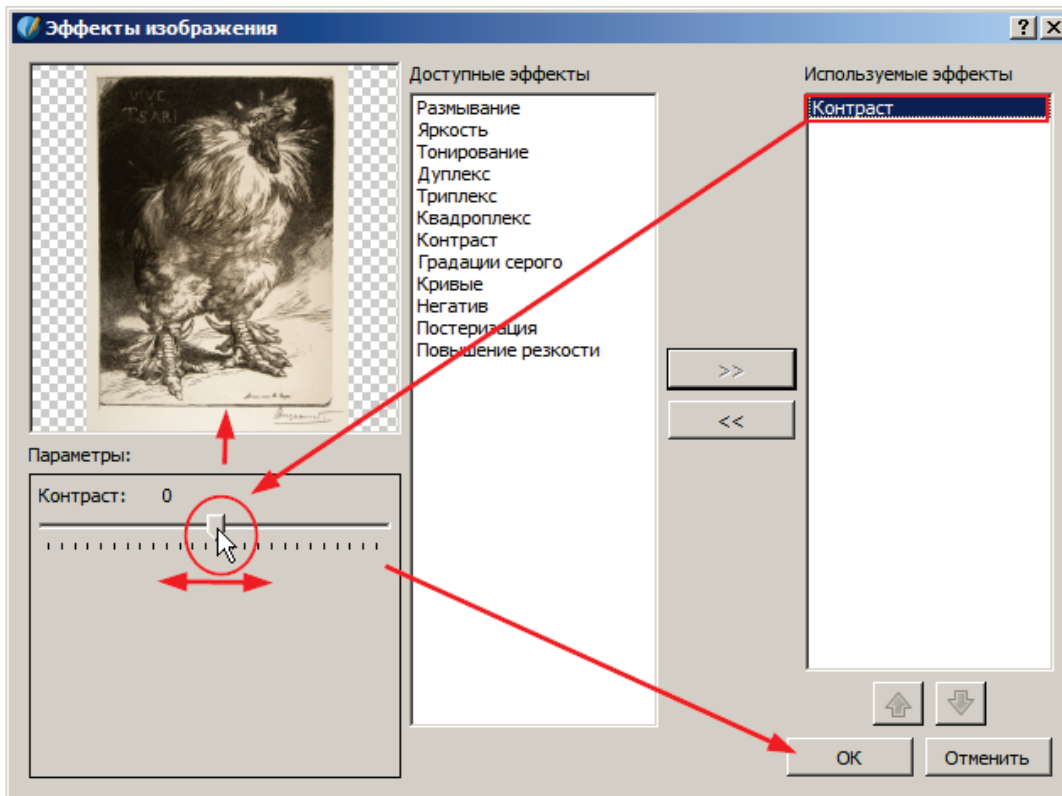 Эффекты изображения
VIVE
TSARI
Доступные эффекты
Размывание
Яркость
Тонирование
Дуплекс
Триплекс
Квадроплекс
Контраст
Градации серого
Кривые
Негатив
Постеризация
Повышение резкости
>>
<<
Используемые эффекты
Контраст
Параметры:
Контраст: 0
OK
Отменить